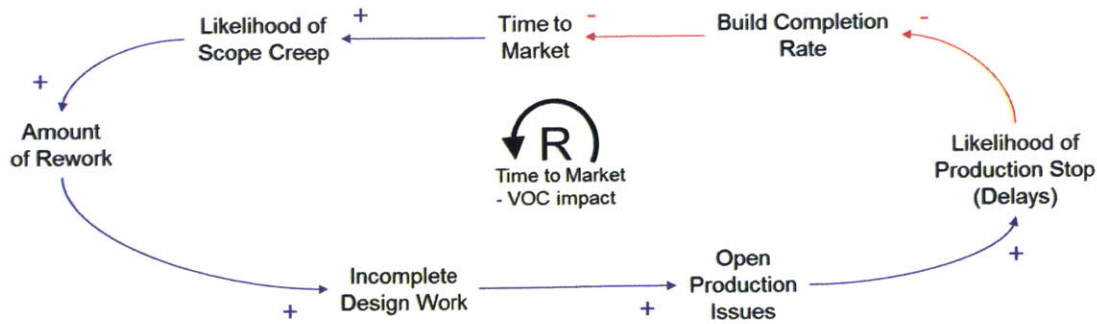 Likelihood of
Scope Creep
+
Time to
Market
-
Build Completion
Rate
-
+
Amount
of Rework
R
Time to Market
- VOC impact
Likelihood of
Production Stop
(Delays)
+
Incomplete
Design Work
+
Open
Production
Issues
+